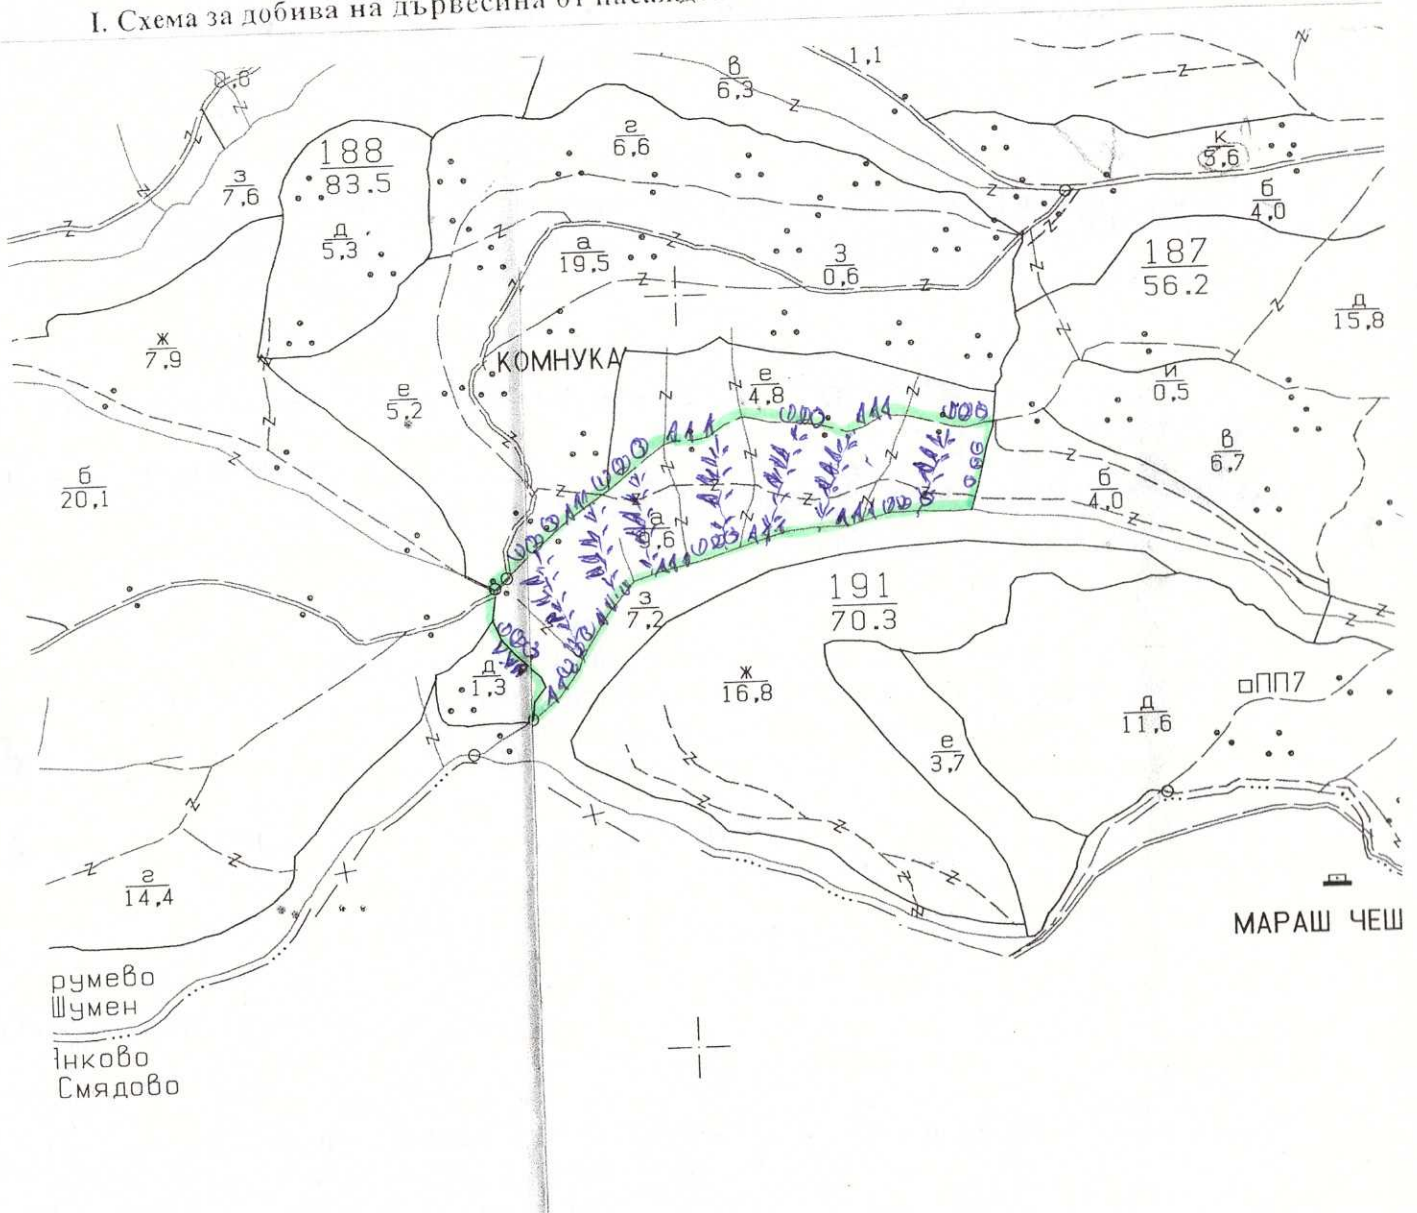 I. Схема за добива на дървесина от
0,8
в
6,3
1,1
188
83.5
г
6,6
к
5,6
з
7,6
б
4,0
д
5,3
а
19,5
З
0,6
187
56.2
д
15,8
ж
7,9
КОМНУКА
е
4,8
и
0,5
е
5,2
в
6,7
б
20,1
б
4,0
а
9,6
з
7,2
191
70.3
д
1,3
ж
16,8
ПП7
д
11,6
е
3,7
г
14,4
МАРАШ ЧЕШ
румево
Шумен
нково
Смядово